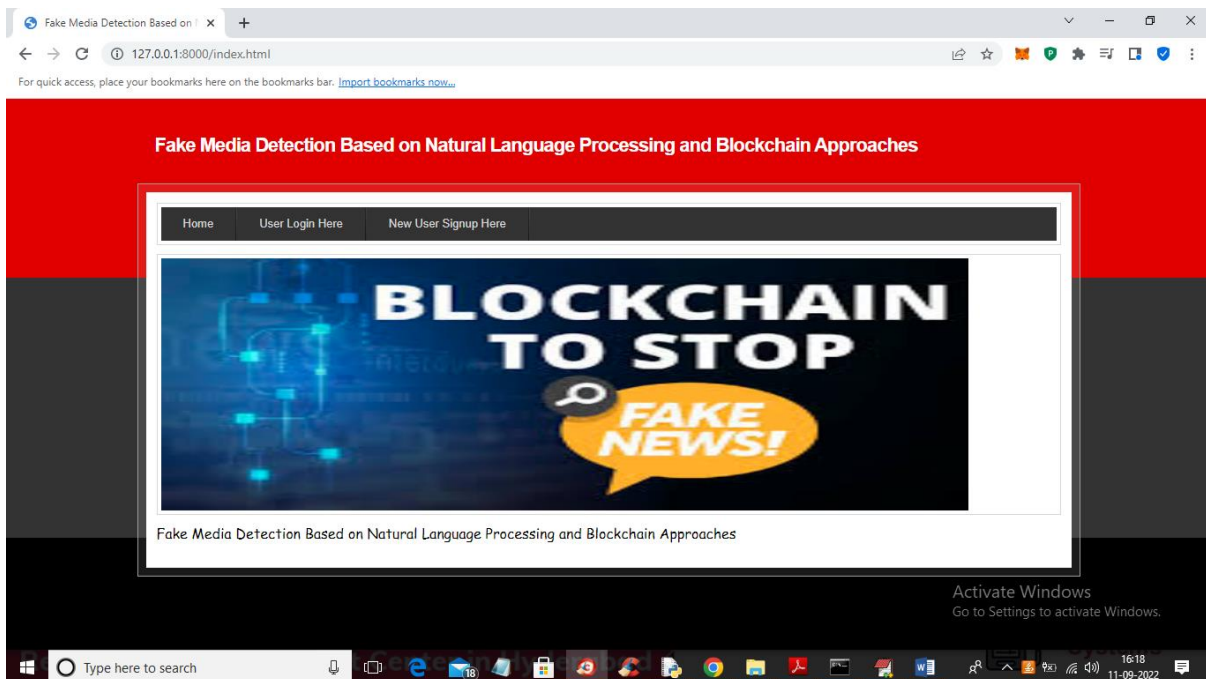 Fake Media Detection Based on
127.0.0.1:8000/index.html
For quick access, place your bookmarks here on the bookmarks bar. Import bookmarks now...
Fake Media Detection Based on Natural Language Processing and Blockchain Approaches
Home User Login Here New User Signup Here
BLOCKCHAIN
TO STOP
FAKE
NEWS!
Fake Media Detection Based on Natural Language Processing and Blockchain Approaches
Activate Windows
Go to Settings to activate Windows.
Systems
Type here to search
18
16:18
11-09-2022